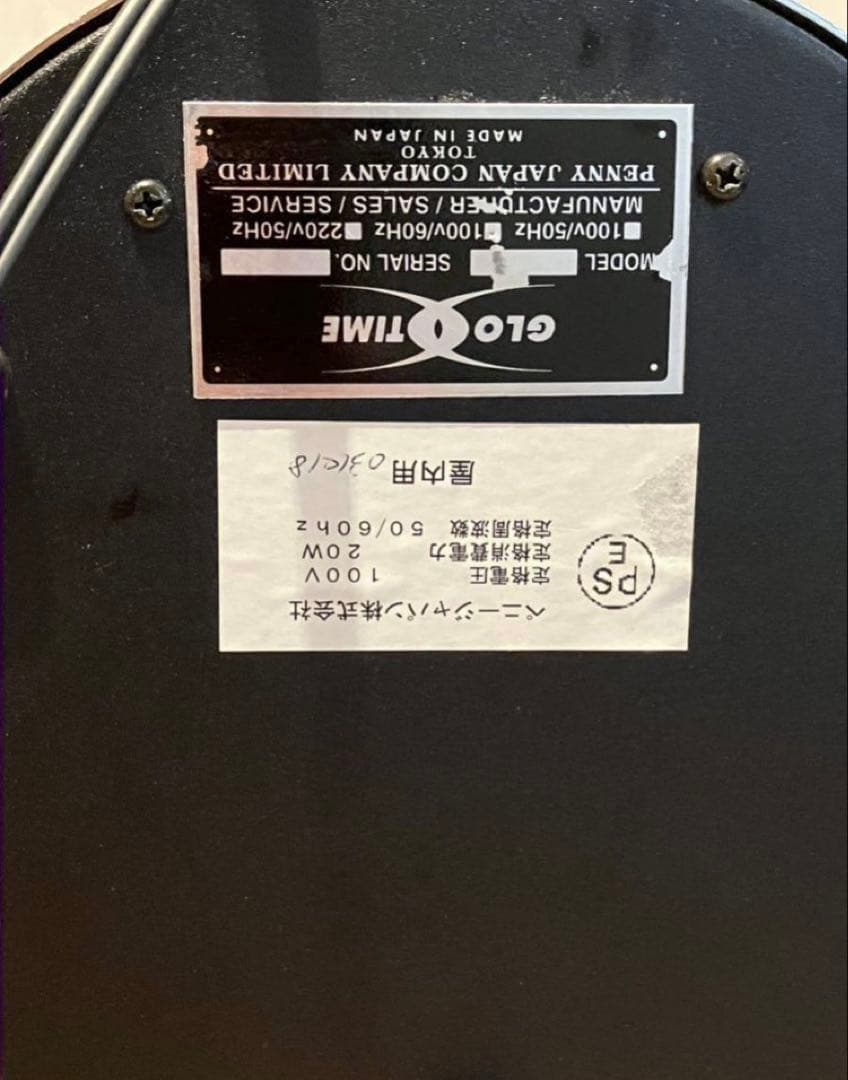 ペニージャパン株式会社
PS
E
定格電圧 100V
定格消費電力 20W
定格周波数 50/60hz
屋内用
GLO TIME
MODEL SERIAL NO.
100v/50Hz 100v/60Hz 220v/50Hz
MANUFACTURER / SALES / SERVICE
PENNY JAPAN COMPANY LIMITED
TOKYO
MADE IN JAPAN